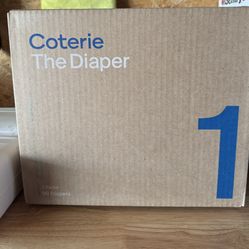 Coterie
The Diaper
1